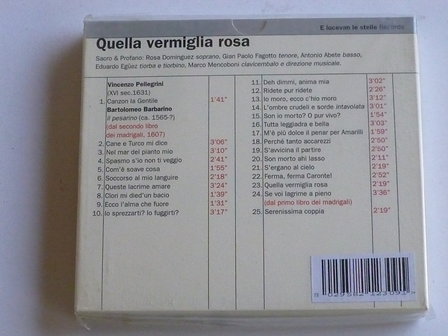 E lucevan le stelle Records
Quella vermiglia rosa
Sacro & Profano: Rosa Dominguez soprano, Gian Paolo Fagotto tenore, Antonio Abete basso,
Eduardo Egüez tiorba e tiorbino, Marco Mencoboni clavicembalo e direzione musicale.
Vincenzo Pellegrini
(XVI sec.1631)
1. Canzon la Gentile 1'41"
Bartolomeo Barbarino
il pesarino (ca. 1565-?)
(dal secondo libro
dei madrigali, 1607)
2. Cane e Turco mi dice 3'06"
3. Nel mar del pianto mio 3'10"
4. Spasmo s'io non ti veggio 2'41"
5. Com'è soave cosa 1'55"
6. Soccorso al mio languire 2'18"
7. Queste lacrime amare 3'24"
8. Clori mi died'un bacio 1'39"
9. Ecco l'alma che fuore 1'31"
10. Io sprezzarti? Io fuggirti? 3'17"
11. Deh dimmi, anima mia 3'02"
12. Ridete pur ridete 2'26"
13. Io moro, ecco c'hio moro 3'12"
14. L'ombre crudeli e sorde intavolata 3'01"
15. Son io morto? O pur vivo? 1'54"
16. Tutta leggiadra e bella 3'03"
17. M'è più dolce il penar per Amarilli 1'59"
18. Perché tanto accarezzi 2'50"
19. S'avvicina il partire 2'50"
20. Son morto ahi lasso 2'11"
21. S'ergano al cielo 2'19"
22. Ferma, ferma Caronte! 2'52"
23. Quella vermiglia rosa 2'19"
24. Se voi lagrime a pieno 3'36"
(dal primo libro dei madrigali)
25. Serenissima coppia 2'19"